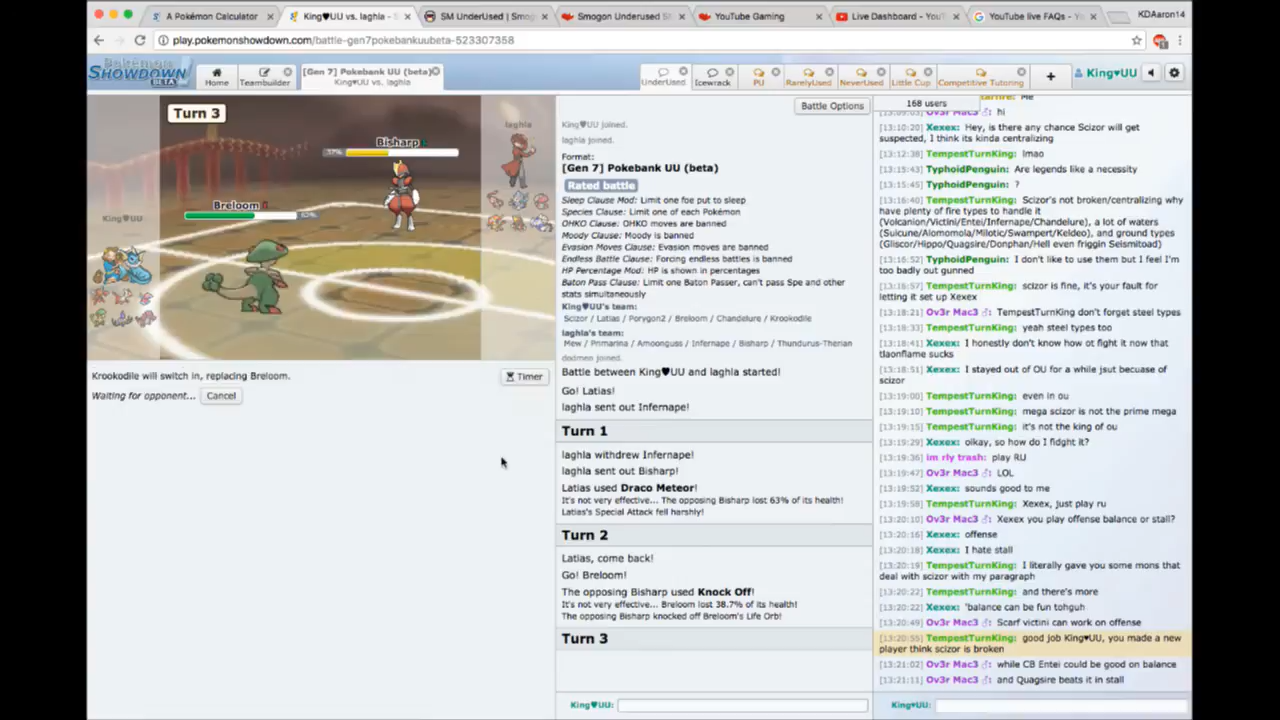 A Pokémon Calculator
King♥UU vs. laghla - S
SM UnderUsed | Smog
Smogon Underused S
YouTube Gaming
Live Dashboard - YouT
YouTube live FAQs - Yo
KDAaron14
play.pokemonshowdown.com/battle-gen7pokebankuubeta-523307358
Pokémon
SHOWDOWN
BETA
Home
Teambuilder
[Gen 7] Pokebank UU (beta)
King♥UU vs. laghla
UnderUsed
Icewrack
PU
RarelyUsed
NeverUsed
Little Cup
Competitive Tutoring
King♥UU
Turn 3
Bisharp
37%
laghla
Breloom
King♥UU
Krookodile will switch in, replacing Breloom.
Timer
Waiting for opponent...
Cancel
Battle Options
King♥UU joined.
laghla joined.
Format:
[Gen 7] Pokebank UU (beta)
Rated battle
Sleep Clause Mod: Limit one foe put to sleep
Species Clause: Limit one of each Pokémon
OHKO Clause: OHKO moves are banned
Moody Clause: Moody is banned
Evasion Moves Clause: Evasion moves are banned
Endless Battle Clause: Forcing endless battles is banned
HP Percentage Mod: HP is shown in percentages
Baton Pass Clause: Limit one Baton Passer, can't pass Spe and other
stats simultaneously
King♥UU's team:
Scizor / Latias / Porygon2 / Breloom / Chandelure / Krookodile
laghla's team:
Mew / Primarina / Amoonguss / Infernape / Bisharp / Thundurus-Therian
dodmen joined.
Battle between King♥UU and laghla started!
Go! Latias!
laghla sent out Infernape!
Turn 1
laghla withdrew Infernape!
laghla sent out Bisharp!
Latias used Draco Meteor!
It's not very effective... The opposing Bisharp lost 63% of its health!
Latias's Special Attack fell harshly!
Turn 2
Latias, come back!
Go! Breloom!
The opposing Bisharp used Knock Off!
It's not very effective... Breloom lost 38.7% of its health!
The opposing Bisharp knocked off Breloom's Life Orb!
Turn 3
King♥UU:
168 users
Me
hi
[13:10:20] Xexex: Hey, is there any chance Scizor will get
suspected, I think its kinda centralizing
[13:12:38] TempestTurnKing: lmao
[13:15:43] TyphoidPenguin: Are legends like a necessity
[13:15:45] TyphoidPenguin: ?
[13:16:40] TempestTurnKing: Scizor's not broken/centralizing why
have plenty of fire types to handle it
(Volcanion/Victini/Entei/Infernape/Chandelure), a lot of waters
(Suicune/Alomomola/Milotic/Swampert/Keldeo), and ground types
(Gliscor/Hippo/Quagsire/Donphan/Hell even friggin Seismitoad)
[13:16:52] TyphoidPenguin: I don't like to use them but I feel I'm
too badly out gunned
[13:16:57] TempestTurnKing: scizor is fine, it's your fault for
letting it set up Xexex
[13:18:21] Ov3r Mac3: TempestTurnKing don't forget steel types
[13:18:33] TempestTurnKing: yeah steel types too
[13:18:41] Xexex: I honestly don't know how ot fight it now that
tlaonflame sucks
[13:18:51] Xexex: I stayed out of OU for a while jsut becuase of
scizor
[13:19:00] TempestTurnKing: even in ou
[13:19:10] TempestTurnKing: mega scizor is not the prime mega
[13:19:15] TempestTurnKing: it's not the king of ou
[13:19:29] Xexex: oikay, so how do I fidght it?
[13:19:36] im rly trash: play RU
[13:19:47] Ov3r Mac3: LOL
[13:19:52] Xexex: sounds good to me
[13:19:58] TempestTurnKing: Xexex, just play ru
[13:20:10] Ov3r Mac3: Xexex you play offense balance or stall?
[13:20:16] Xexex: offense
[13:20:18] Xexex: I hate stall
[13:20:19] TempestTurnKing: I literally gave you some mons that
deal with scizor with my paragraph
[13:20:22] TempestTurnKing: and there's more
[13:20:22] Xexex: 'balance can be fun tohguh
[13:20:49] Ov3r Mac3: Scarf victini can work on offense
[13:20:55] TempestTurnKing: good job King♥UU, you made a new
player think scizor is broken
[13:21:02] Ov3r Mac3: while CB Entei could be good on balance
[13:21:11] Ov3r Mac3: and Quagsire beats it in stall
King♥UU: